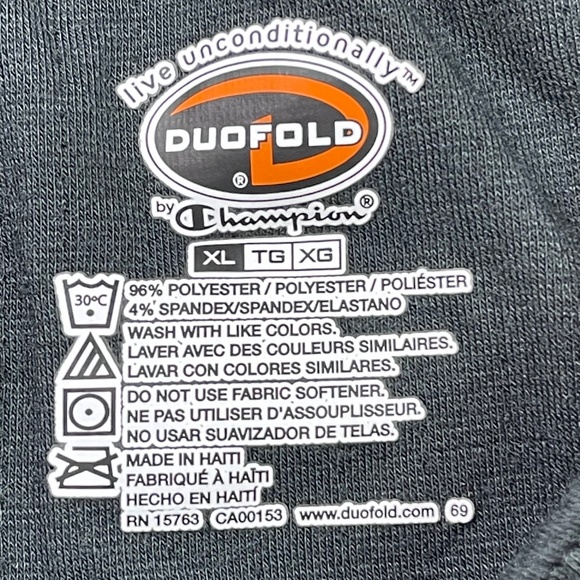 live unconditionally™
DUOFOLD
®
by Champion®
XL TG XG
30ºC
96% POLYESTER / POLYESTER / POLIÉSTER
4% SPANDEX/SPANDEX/ELASTANO
WASH WITH LIKE COLORS.
LAVER AVEC DES COULEURS SIMILAIRES.
LAVAR CON COLORES SIMILARES.
DO NOT USE FABRIC SOFTENER.
NE PAS UTILISER D'ASSOUPLISSEUR.
NO USAR SUAVIZADOR DE TELAS.
MADE IN HAITI
FABRIQUÉ À HAÏTI
HECHO EN HAITÍ
RN 15763 CA00153 www.duofold.com 69